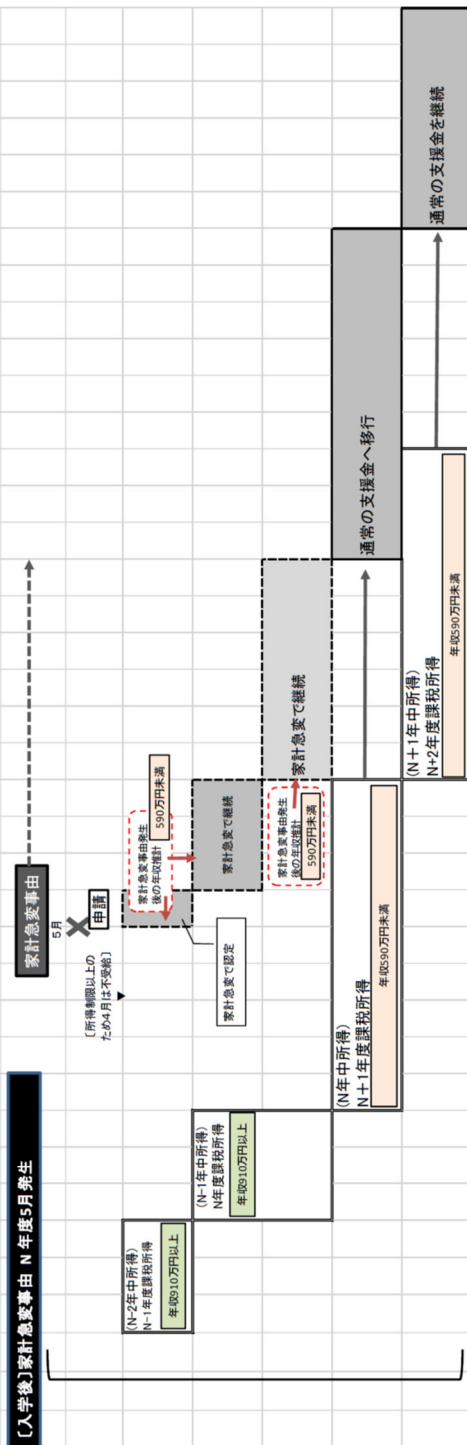 〔入学後〕家計急変事由 N 年度5月発生
家計急変事由
5月
申請
〔所得制限以上の
ため4月は不受給〕
(N-2年中所得)
N-1年度課税所得
年収910万円以上
家計急変事由発生
後の年収推計
590万円未満
家計急変で認定
(N-1年中所得)
N年度課税所得
年収910万円以上
家計急変で継続
家計急変事由発生
後の年収推計
590万円未満
家計急変で継続
(N年中所得)
N+1年度課税所得
年収590万円未満
通常の支援金へ移行
(N+1年中所得)
N+2年度課税所得
年収590万円未満
通常の支援金を継続